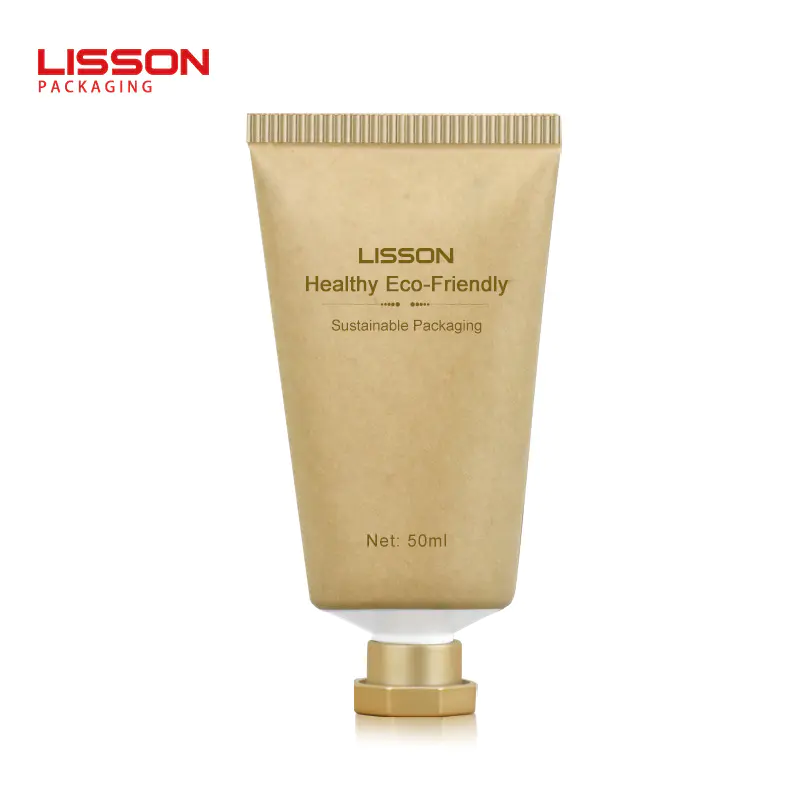 LISSON
PACKAGING
LISSON
Healthy Eco-Friendly
Sustainable Packaging
Net: 50ml